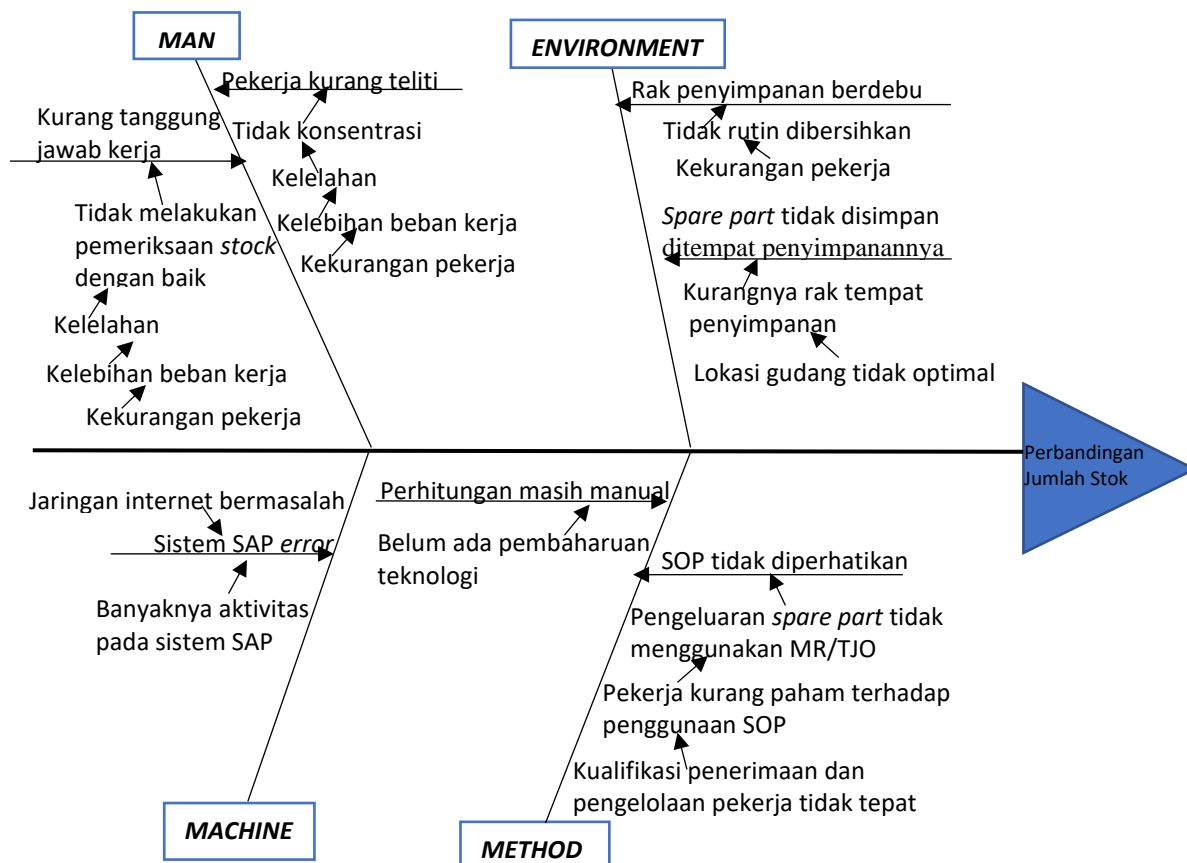 MAN
Pekerja kurang teliti
Tidak konsentrasi
Kelelahan
Kelebihan beban kerja
Kekurangan pekerja
Kurang tanggung
jawab kerja
Tidak melakukan
pemeriksaan stock
dengan baik
Kelelahan
Kelebihan beban kerja
Kekurangan pekerja
ENVIRONMENT
Rak penyimpanan berdebu
Tidak rutin dibersihkan
Kekurangan pekerja
Spare part tidak disimpan
ditempat penyimpanannya
Kurangnya rak tempat
penyimpanan
Lokasi gudang tidak optimal
Perbandingan
Jumlah Stok
Jaringan internet bermasalah
Sistem SAP error
Banyaknya aktivitas
pada sistem SAP
MACHINE
Perhitungan masih manual
Belum ada pembaharuan
teknologi
SOP tidak diperhatikan
Pengeluaran spare part tidak
menggunakan MR/TJO
Pekerja kurang paham terhadap
penggunaan SOP
Kualifikasi penerimaan dan
pengelolaan pekerja tidak tepat
METHOD